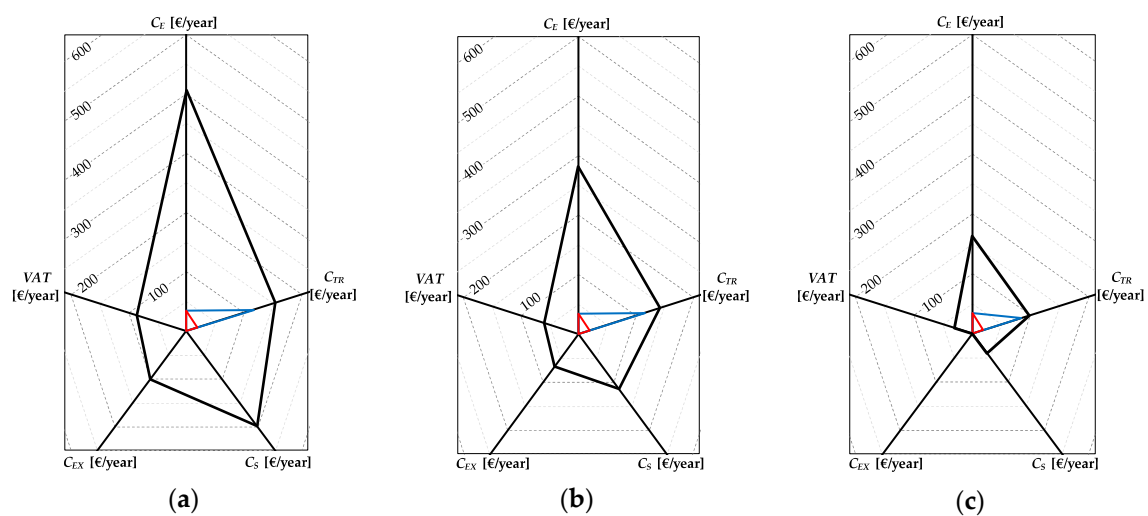 C_E [€/year]
600
500
400
300
200
100
VAT
[€/year]
C_TR
[€/year]
C_EX [€/year]
C_S [€/year]
(a)
C_E [€/year]
600
500
400
300
200
100
VAT
[€/year]
C_TR
[€/year]
C_EX [€/year]
C_S [€/year]
(b)
C_E [€/year]
600
500
400
300
200
100
VAT
[€/year]
C_TR
[€/year]
C_EX [€/year]
C_S [€/year]
(c)